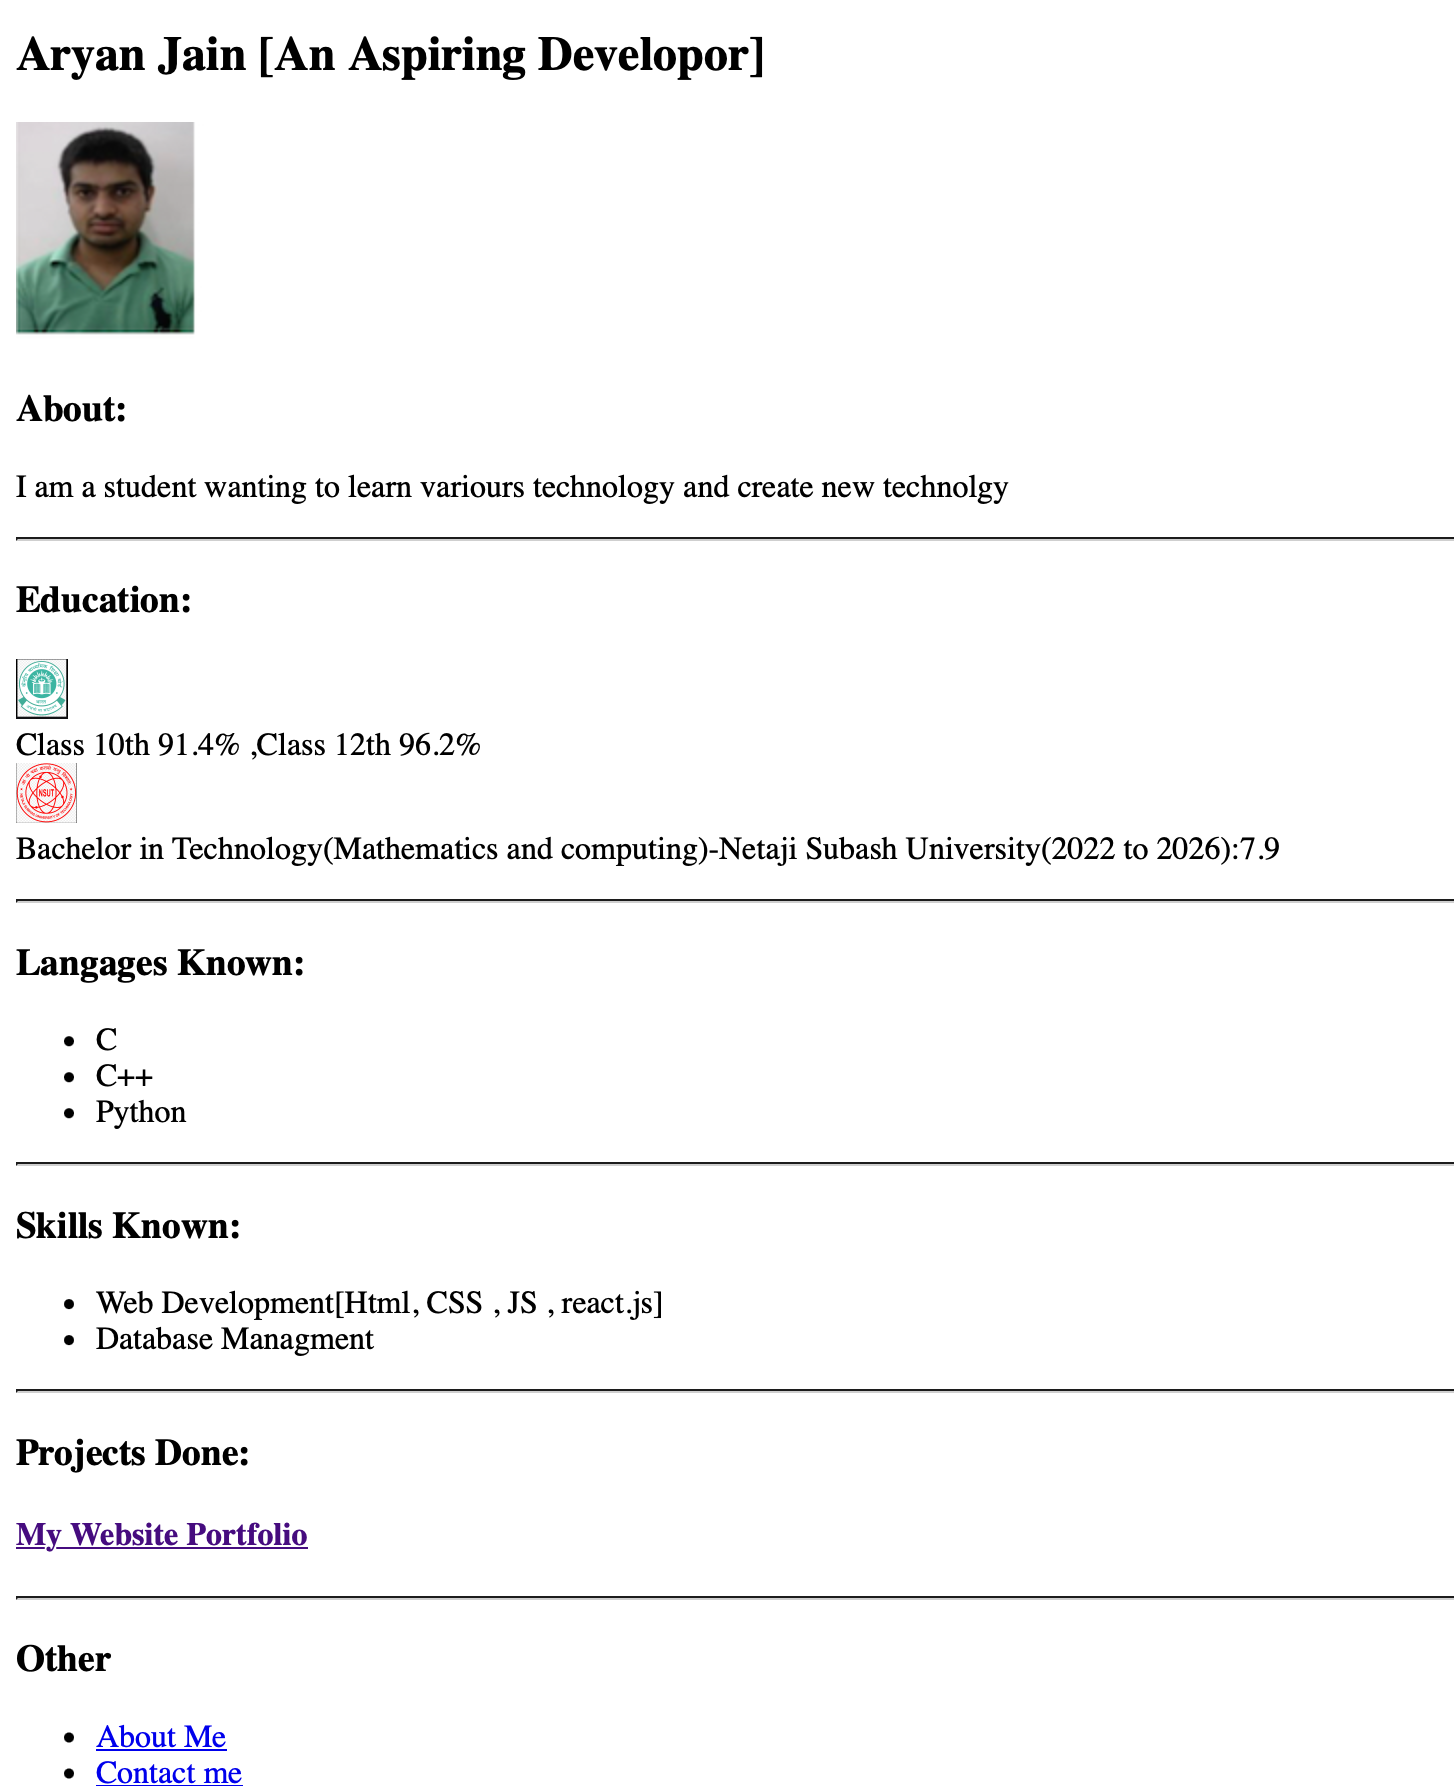 Aryan Jain [An Aspiring Developor]
About:
I am a student wanting to learn variours technology and create new technolgy
Education:
Class 10th 91.4% ,Class 12th 96.2%
NSUT
Bachelor in Technology(Mathematics and computing)-Netaji Subash University(2022 to 2026):7.9
Langages Known:
C
C++
Python
Skills Known:
Web Development[Html, CSS , JS , react.js]
Database Managment
Projects Done:
My Website Portfolio
Other
About Me
Contact me